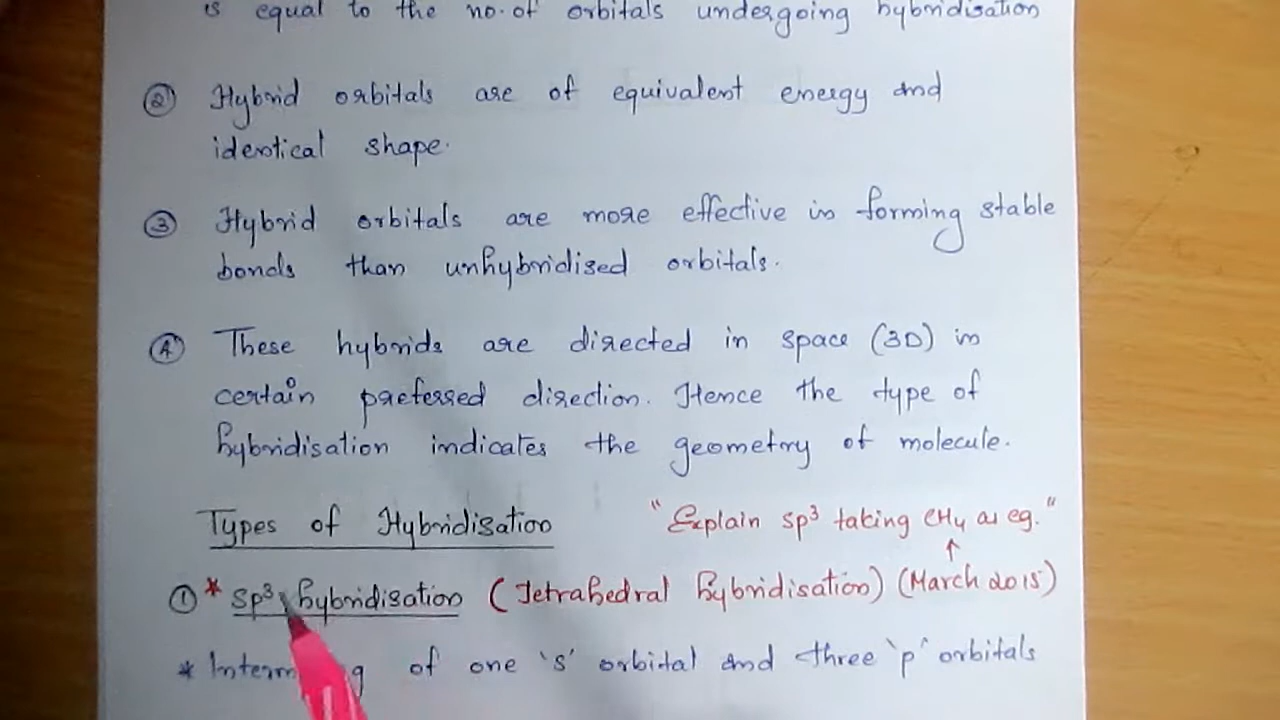 is equal to the no. of orbitals undergoing hybridisation
② Hybrid orbitals are of equivalent energy and
identical shape.
③ Hybrid orbitals are more effective in forming stable
bonds than unhybridised orbitals.
④ These hybrids are directed in space (3D) in
certain preferred direction. Hence the type of
hybridisation indicates the geometry of molecule.
Types of Hybridisation "Explain sp³ taking CH₄ as eg."
↑
① * sp³ hybridisation (Tetrahedral hybridisation) (March 2015)
* of one 's' orbital and three 'p' orbitals